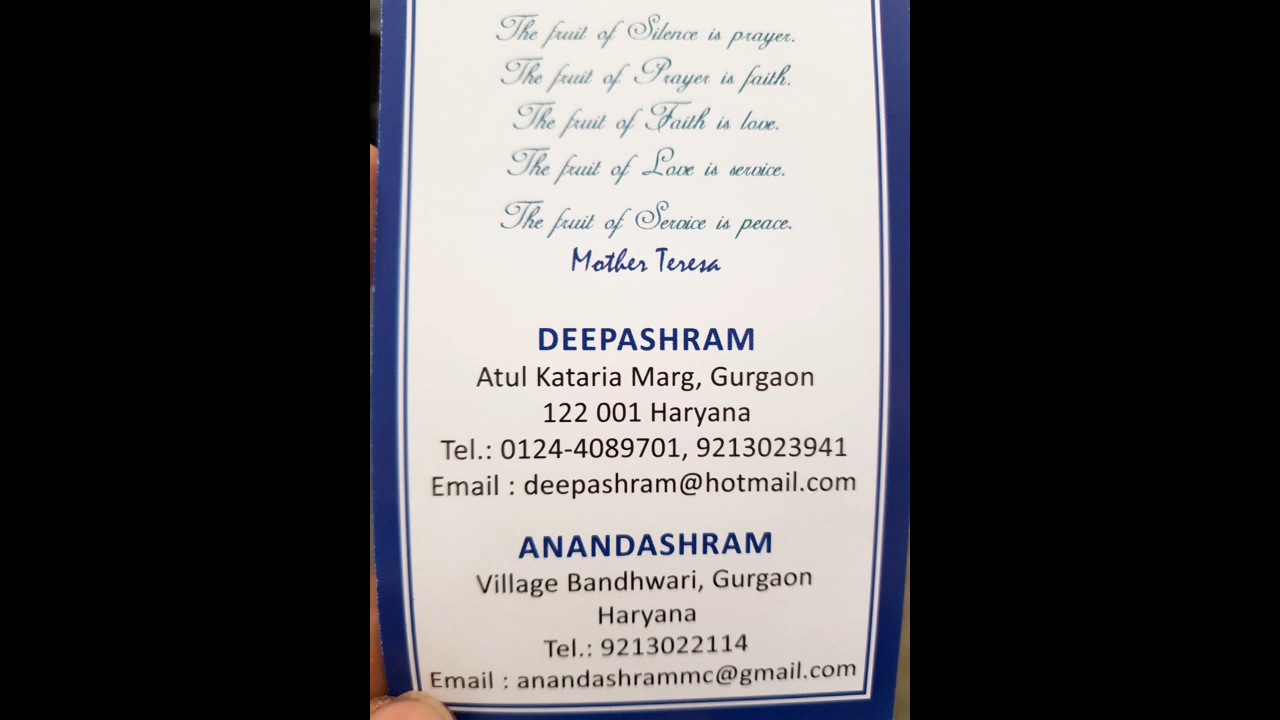 The fruit of Silence is prayer.
The fruit of Prayer is faith.
The fruit of Faith is love.
The fruit of Love is service.
The fruit of Service is peace.
Mother Teresa
DEEPASHRAM
Atul Kataria Marg, Gurgaon
122 001 Haryana
Tel.: 0124-4089701, 9213023941
Email : deepashram@hotmail.com
ANANDASHRAM
Village Bandhwari, Gurgaon
Haryana
Tel.: 9213022114
Email : anandashrammc@gmail.com